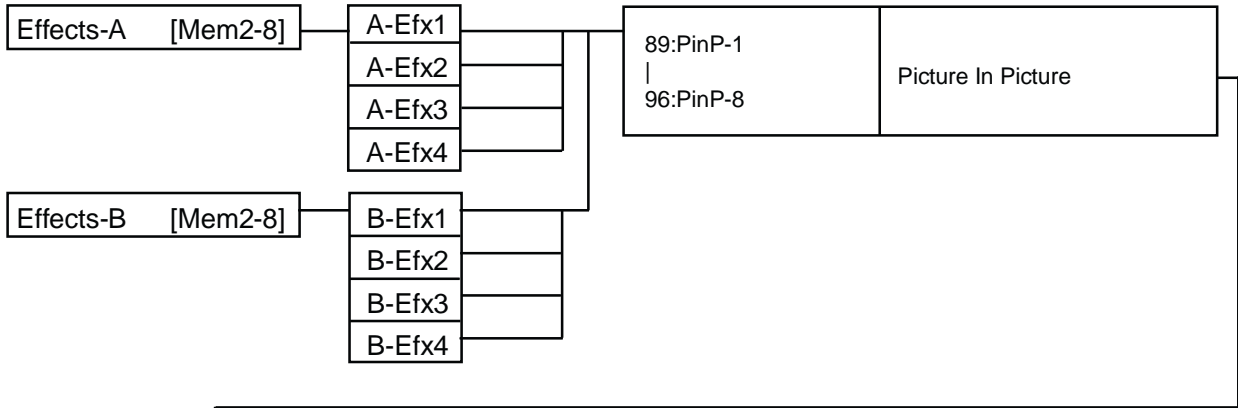 Effects-A [Mem2-8]
A-Efx1
A-Efx2
A-Efx3
A-Efx4
89:PinP-1
|
96:PinP-8
Picture In Picture
Effects-B [Mem2-8]
B-Efx1
B-Efx2
B-Efx3
B-Efx4